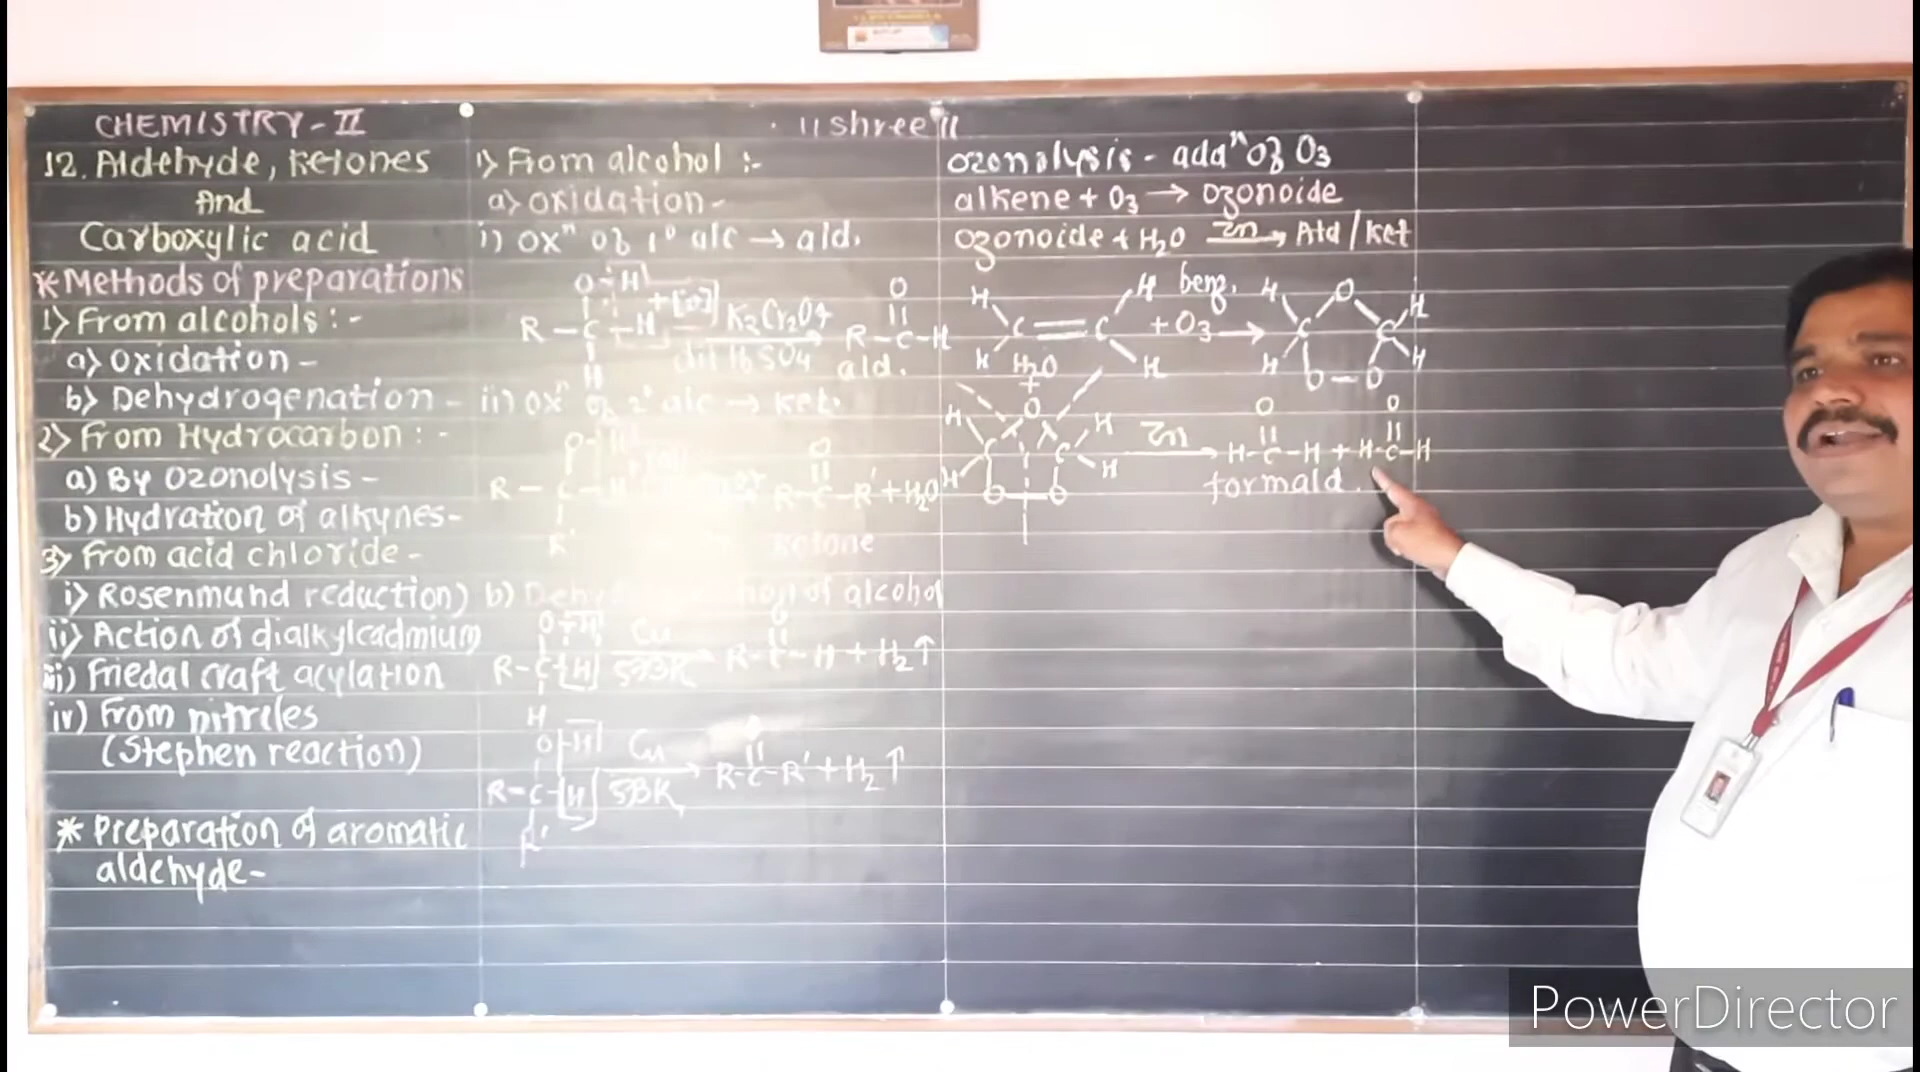 CHEMISTRY-II
12. Aldehyde, Ketones
And
Carboxylic acid
*Methods of preparations
1) From alcohols :-
a) Oxidation -
b) Dehydrogenation -
2) From Hydrocarbon : -
a) By Ozonolysis -
b) Hydration of alkynes-
3) From acid chloride -
i) Rosenmund reduction)
ii) Action of dialkylcadmium
iii) Friedal craft acylation
iv) From nitriles
(Stephen reaction)
* Preparation of aromatic
aldehyde-
॥ shree ॥
1) From alcohol :-
a) oxidation -
i) oxⁿ of 1° alc → ald.
O-H
R-C-H + [O] K2Cr2O7 dil H2SO4 → R-C-H
O
H
ald.
ii) oxⁿ of 2° alc → ket.
O-H
R-C-H → R-C-R' + H2O
O
R'
ketone
b) of alcohol
O-H
R-C-H Cu 573K → R-C-H + H2↑
H
O-H
R-C-H Cu 573K → R-C-R' + H2↑
R'
ozonolysis - addⁿ of O3
alkene + O3 → ozonoide
ozonoide + H2O Zn → Ald/ket
H H benz. H O H
C=C + O3 → C C
H H H O-O H
H2O
+
O O O
H H
C C Zn → H-C-H + H-C-H
H H
O-O formald.
PowerDirector